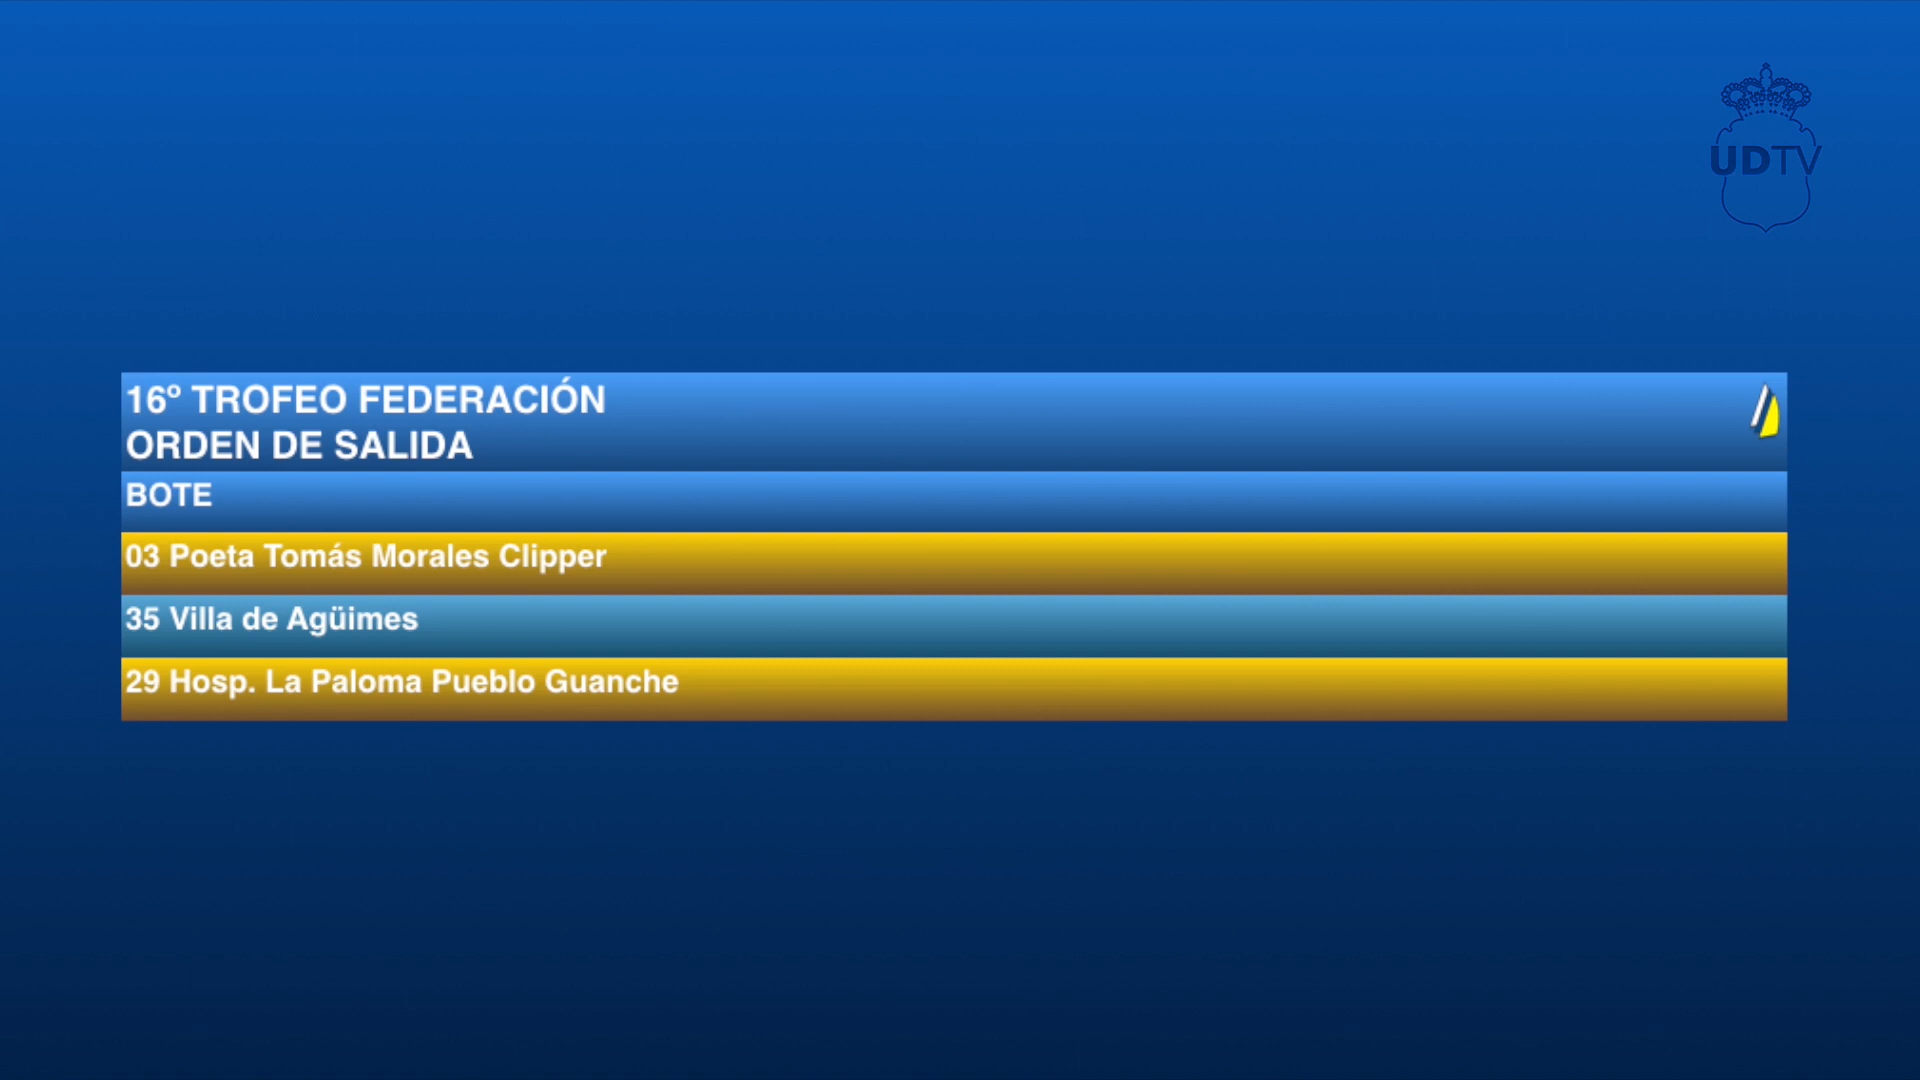 UDTV
16º TROFEO FEDERACIÓN
ORDEN DE SALIDA
BOTE
03 Poeta Tomás Morales Clipper
35 Villa de Agüimes
29 Hosp. La Paloma Pueblo Guanche